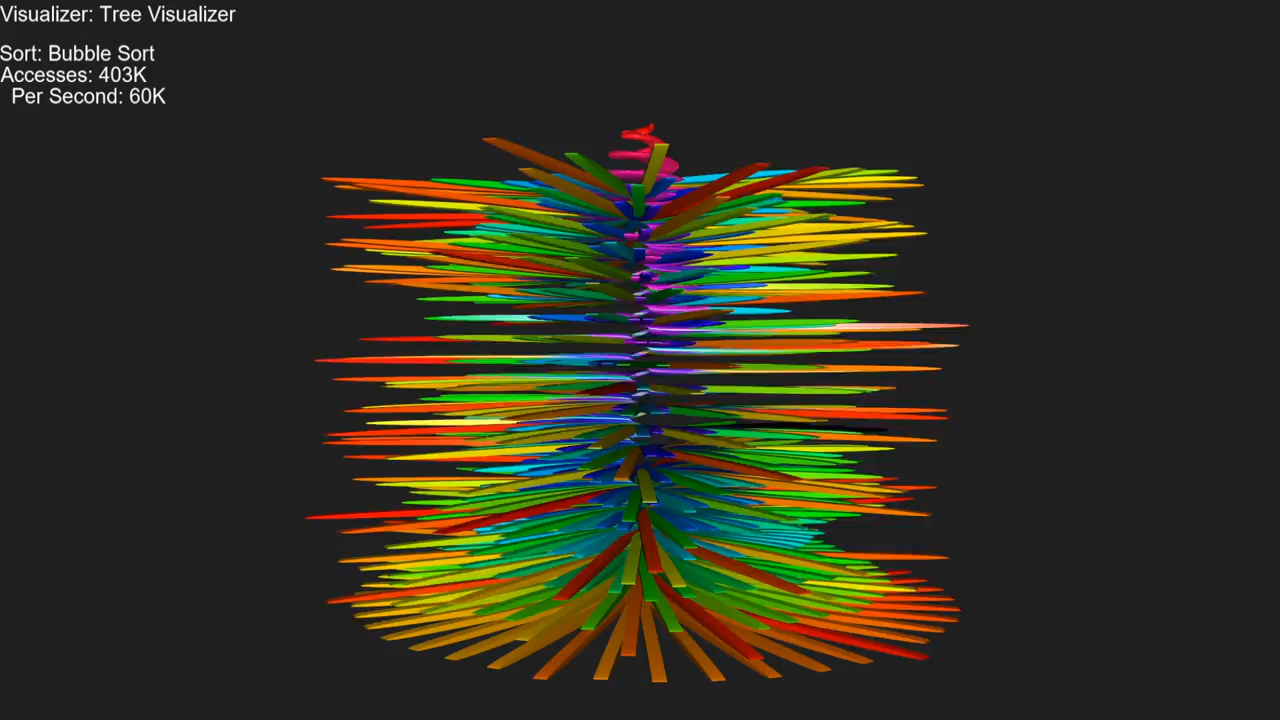 Visualizer: Tree Visualizer
Sort: Bubble Sort
Accesses: 403K
Per Second: 60K